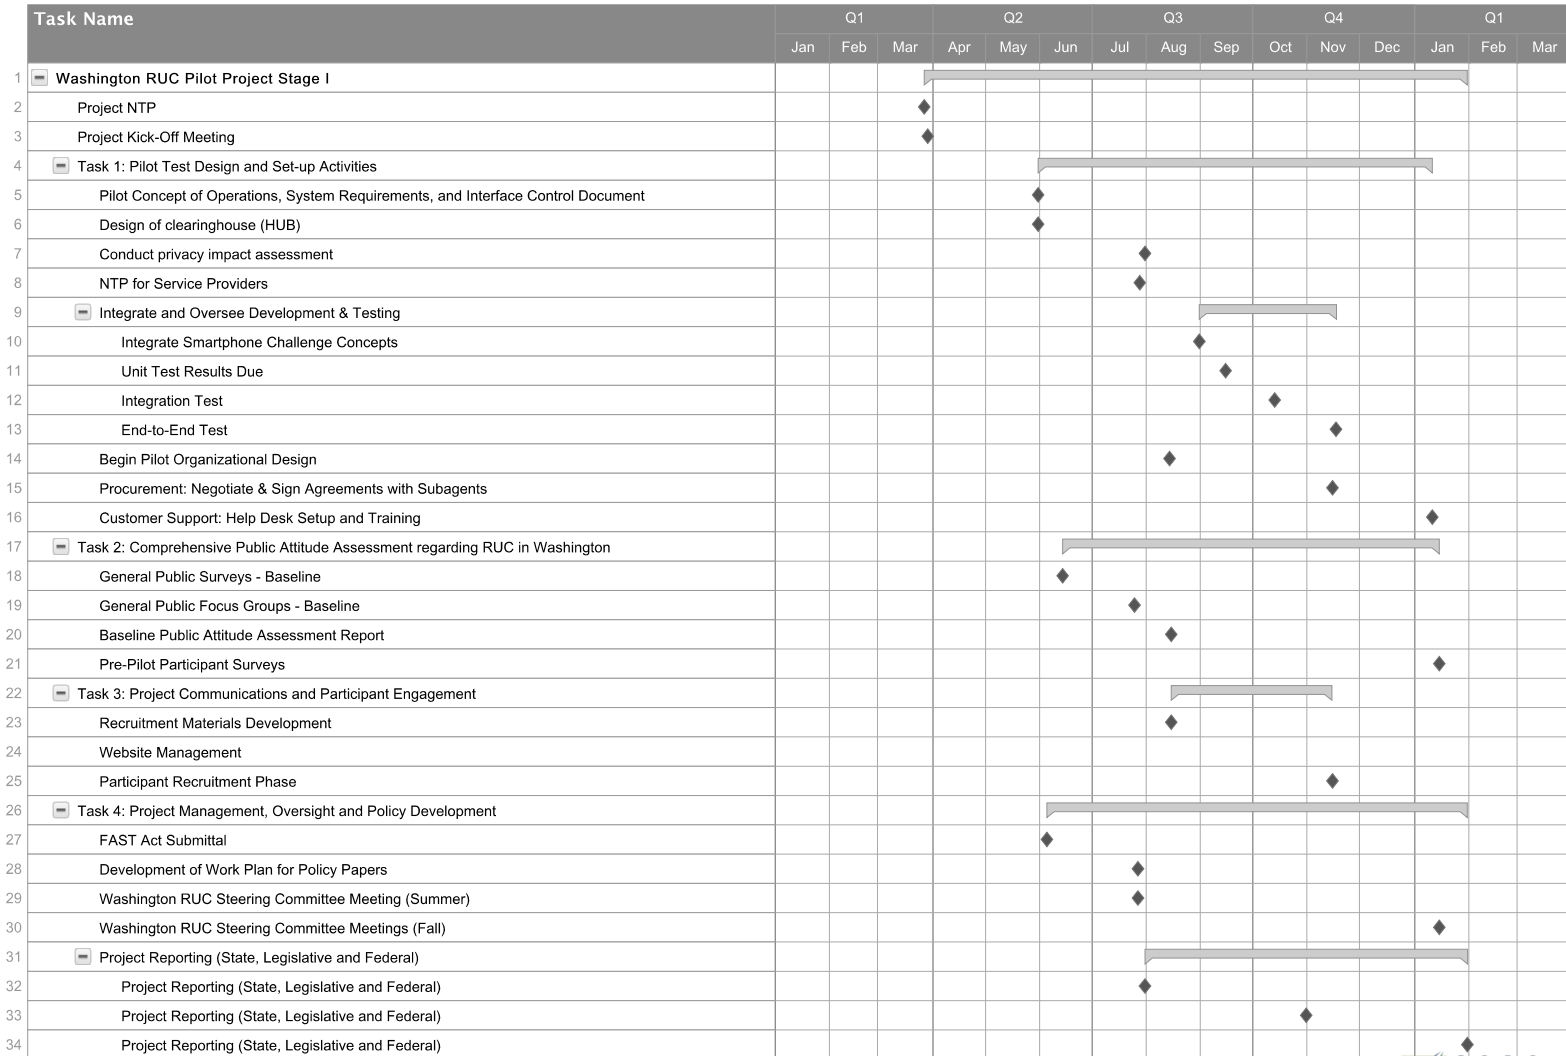 Task Name
Q1 Q2 Q3 Q4 Q1
Jan Feb Mar Apr May Jun Jul Aug Sep Oct Nov Dec Jan Feb Mar
1 Washington RUC Pilot Project Stage I
2 Project NTP
3 Project Kick-Off Meeting
4 Task 1: Pilot Test Design and Set-up Activities
5 Pilot Concept of Operations, System Requirements, and Interface Control Document
6 Design of clearinghouse (HUB)
7 Conduct privacy impact assessment
8 NTP for Service Providers
9 Integrate and Oversee Development & Testing
10 Integrate Smartphone Challenge Concepts
11 Unit Test Results Due
12 Integration Test
13 End-to-End Test
14 Begin Pilot Organizational Design
15 Procurement: Negotiate & Sign Agreements with Subagents
16 Customer Support: Help Desk Setup and Training
17 Task 2: Comprehensive Public Attitude Assessment regarding RUC in Washington
18 General Public Surveys - Baseline
19 General Public Focus Groups - Baseline
20 Baseline Public Attitude Assessment Report
21 Pre-Pilot Participant Surveys
22 Task 3: Project Communications and Participant Engagement
23 Recruitment Materials Development
24 Website Management
25 Participant Recruitment Phase
26 Task 4: Project Management, Oversight and Policy Development
27 FAST Act Submittal
28 Development of Work Plan for Policy Papers
29 Washington RUC Steering Committee Meeting (Summer)
30 Washington RUC Steering Committee Meetings (Fall)
31 Project Reporting (State, Legislative and Federal)
32 Project Reporting (State, Legislative and Federal)
33 Project Reporting (State, Legislative and Federal)
34 Project Reporting (State, Legislative and Federal)